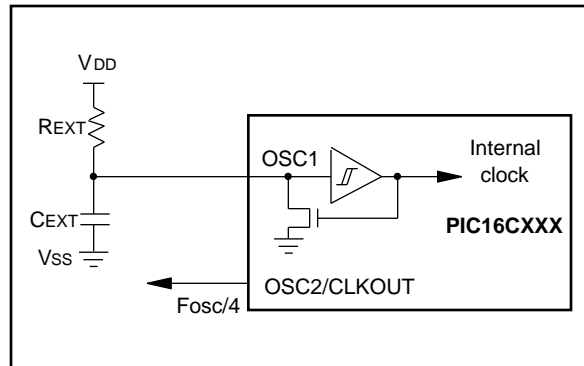 VDD
REXT
CEXT
VSS
OSC1
Internal
clock
PIC16CXXX
OSC2/CLKOUT
Fosc/4